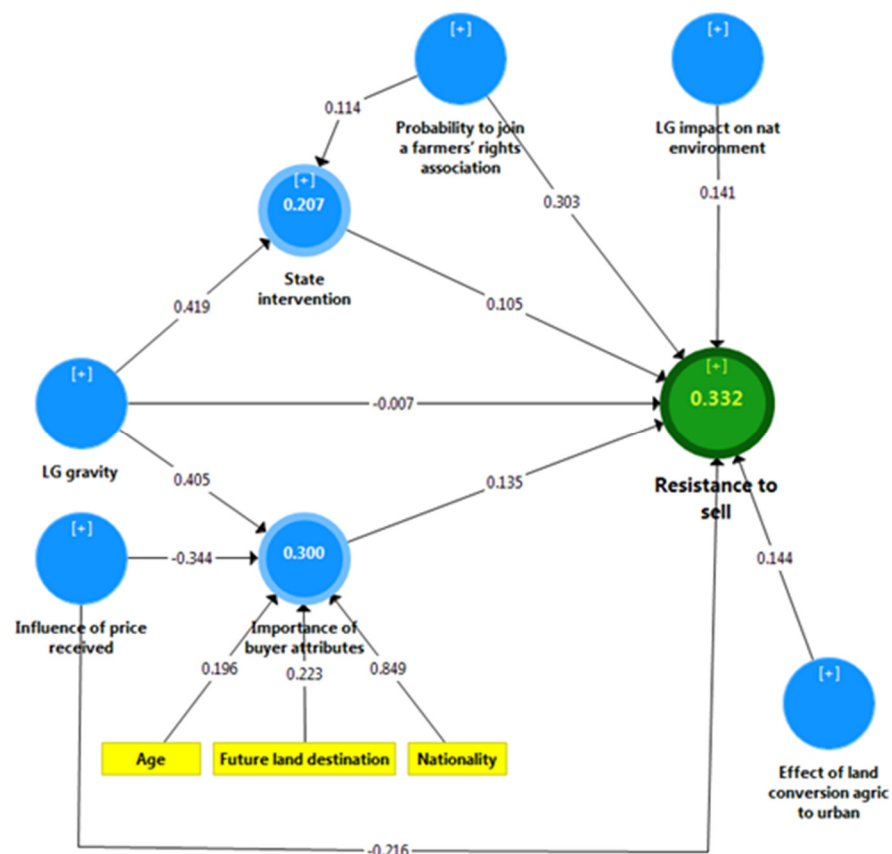 [+]
[+]
0.114
Probability to join
a farmers' rights
association
LG impact on nat
environment
[+]
0.207
0.303
0.141
State
intervention
0.419
0.105
[+]
[+]
0.332
-0.007
LG gravity
0.405
0.135
Resistance to
sell
[+]
-0.344
0.300
0.144
Influence of price
received
Importance of
buyer attributes
0.196
0.223
0.849
[+]
Age
Future land destination
Nationality
Effect of land
conversion agric
to urban
-0.216